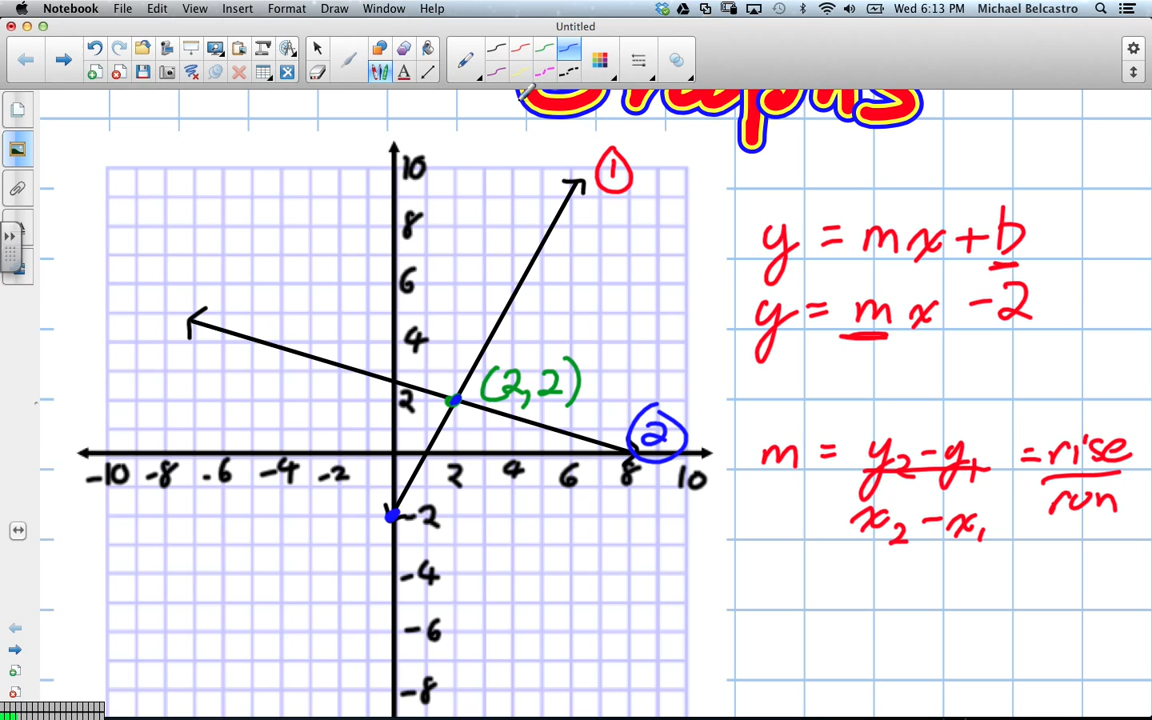 Notebook File Edit View Insert Format Draw Window Help Wed 6:13 PM Michael Belcastro
Untitled
①
10
8
6
4
2
(2,2)
②
-10 -8 -6 -4 -2 2 4 6 8 10
-2
-4
-6
-8
y = mx + b
y = mx - 2
m = y₂ - y₁ = rise
x₂ - x₁ run